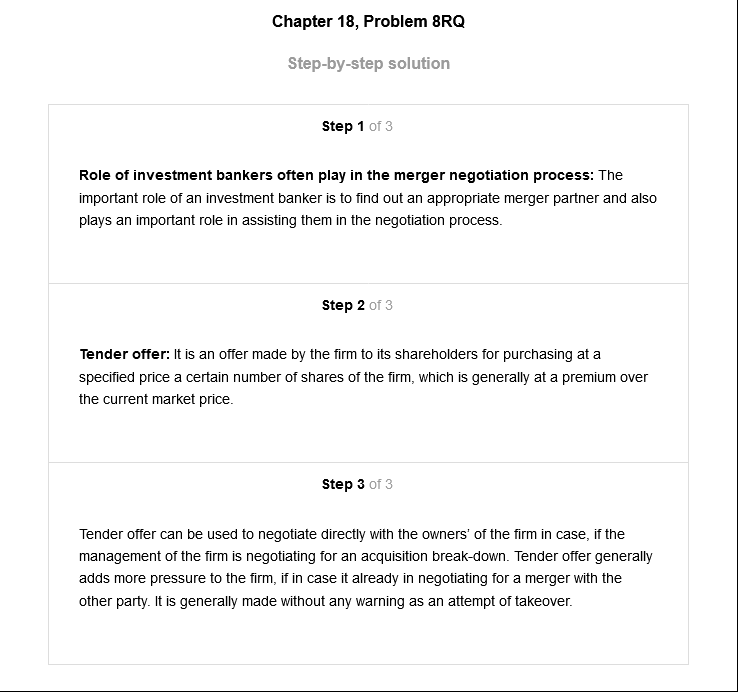 Chapter 18, Problem 8RQ
Step-by-step solution
Step 1 of 3
Role of investment bankers often play in the merger negotiation process: The
important role of an investment banker is to find out an appropriate merger partner and also
plays an important role in assisting them in the negotiation process.
Step 2 of 3
Tender offer: It is an offer made by the firm to its shareholders for purchasing at a
specified price a certain number of shares of the firm, which is generally at a premium over
the current market price.
Step 3 of 3
Tender offer can be used to negotiate directly with the owners’ of the firm in case, if the
management of the firm is negotiating for an acquisition break-down. Tender offer generally
adds more pressure to the firm, if in case it already in negotiating for a merger with the
other party. It is generally made without any warning as an attempt of takeover.